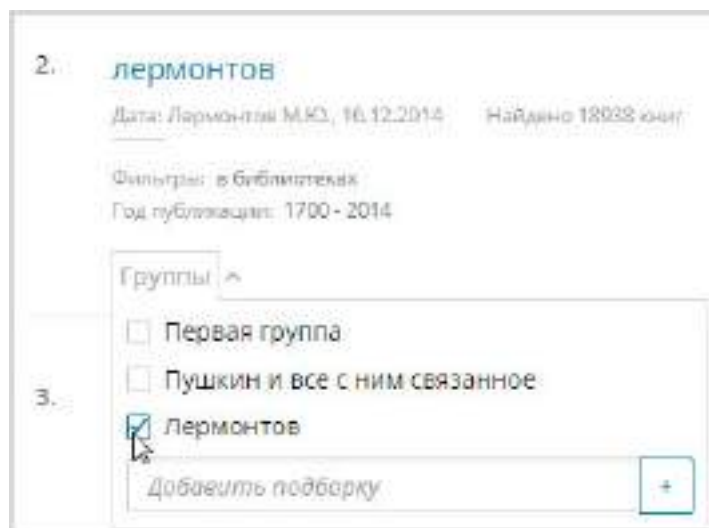 2. лермонтов
Дата: Лермонтов М.Ю., 16.12.2014 Найдено 18938 книг
Фильтры: в библиотеках
Год публикации: 1700 - 2014
Группы
Первая группа
Пушкин и все с ним связанное
3.
Лермонтов
Добавить подборку +